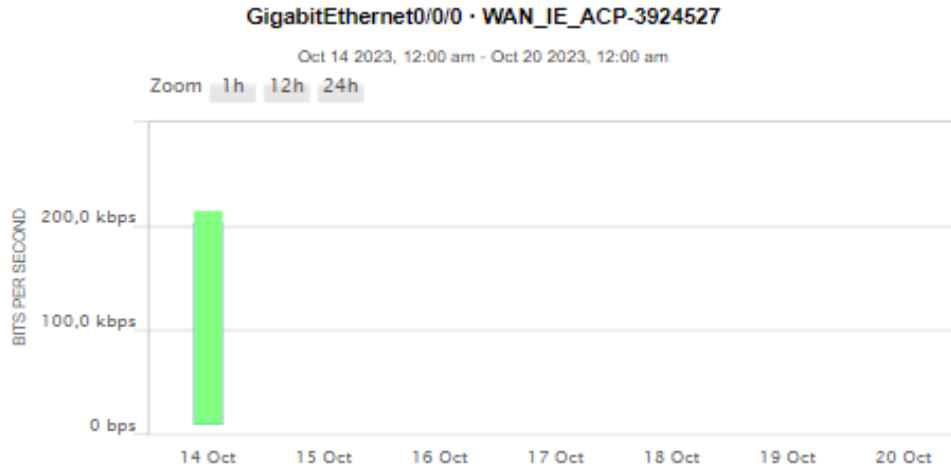 GigabitEthernet0/0/0 · WAN_IE_ACP-3924527
Oct 14 2023, 12:00 am - Oct 20 2023, 12:00 am
Zoom 1h 12h 24h
BITS PER SECOND
200,0 kbps
100,0 kbps
0 bps
14 Oct 15 Oct 16 Oct 17 Oct 18 Oct 19 Oct 20 Oct